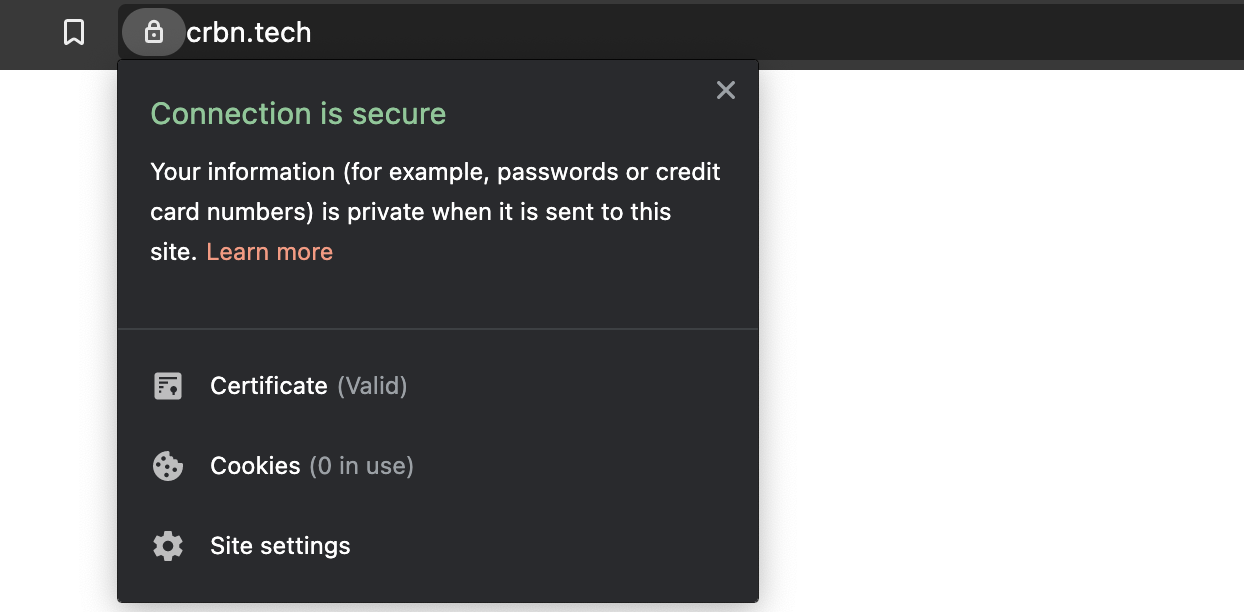 crbn.tech
Connection is secure
Your information (for example, passwords or credit
card numbers) is private when it is sent to this
site. Learn more
Certificate (Valid)
Cookies (0 in use)
Site settings